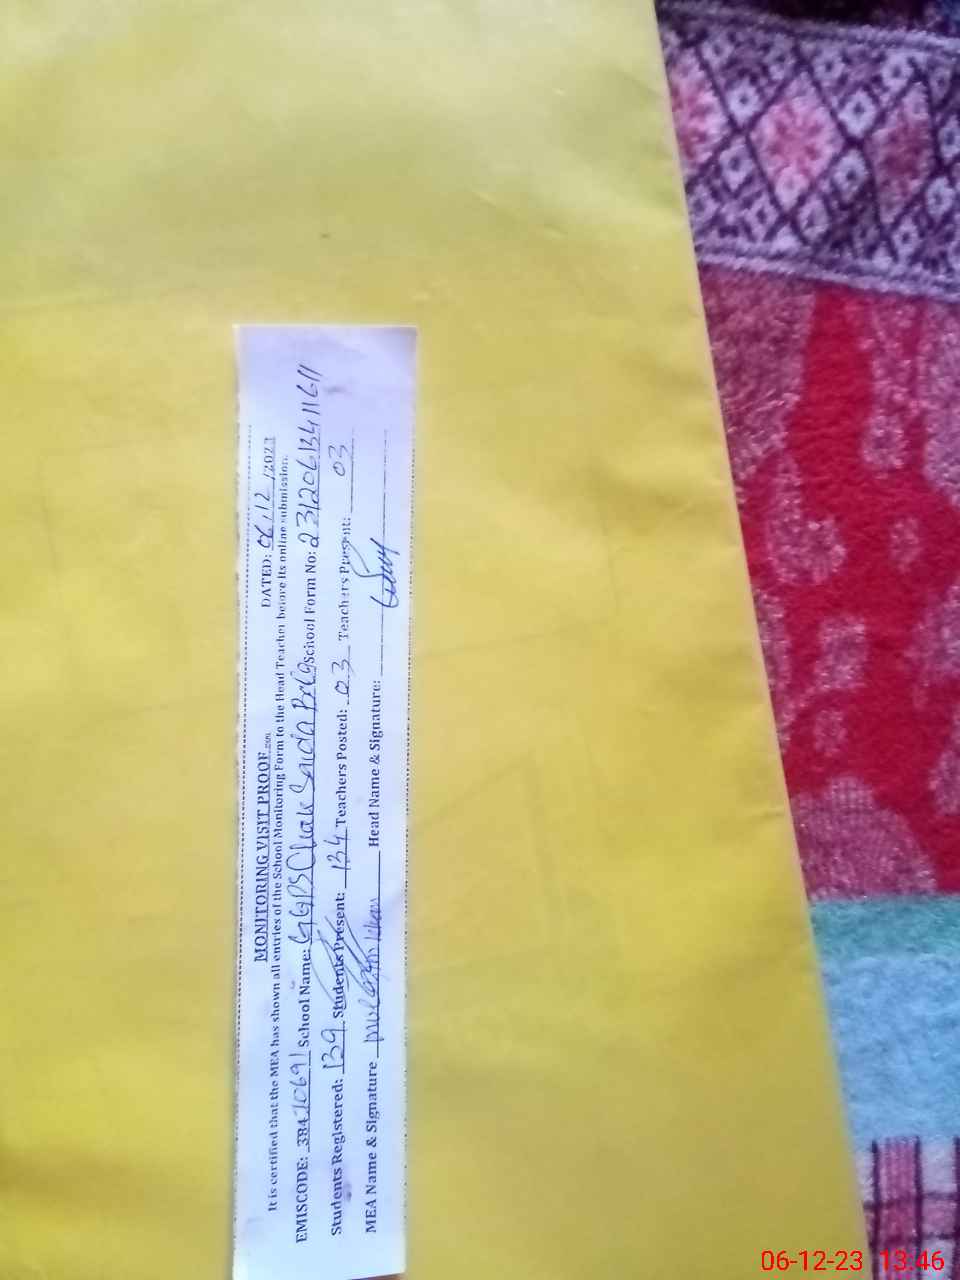 MONITORING VISIT PROOF
DATED: 06/12/2023
It is certified that the MEA has shown all entries of the School Monitoring Form to the Head Teacher before its online submission.
EMISCODE: 38410691 School Name: GGPS Chak School Form No:
Students Registered: 139 Students Present: 134 Teachers Posted: 03 Teachers Present: 03
MEA Name & Signature Head Name & Signature:
06-12-23 13:46